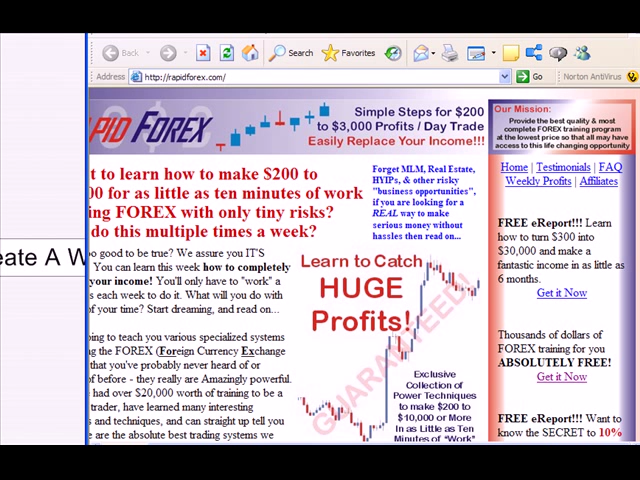 Back
Search
Favorites
Address
http://rapidforex.com/
Go
Norton AntiVirus
eate A W
APID FOREX
Simple Steps for $200
to $3,000 Profits / Day Trade
Easily Replace Your Income!!!
t to learn how to make $200 to
00 for as little as ten minutes of work
ing FOREX with only tiny risks?
do this multiple times a week?
Forget MLM, Real Estate,
HYIPs, & other risky
"business opportunities",
if you are looking for a
REAL way to make
serious money without
hassles then read on...
o good to be true? We assure you IT'S
You can learn this week how to completely
your income! You'll only have to "work" a
s each week to do it. What will you do with
of your time? Start dreaming, and read on...
ing to teach you various specialized systems
ng the FOREX (Foreign Currency Exchange
that you've probably never heard of or
of before - they really are Amazingly powerful.
had over $20,000 worth of training to be a
trader, have learned many interesting
s and techniques, and can straight up tell you
e are the absolute best trading systems we
Learn to Catch
HUGE
Profits!
GUARANTEED!
Exclusive
Collection of
Power Techniques
to make $200 to
$10,000 or More
in as Little as Ten
Minutes of "Work"
Our Mission:
Provide the best quality & most
complete FOREX training program
at the lowest price so that all may have
access to this life changing opportunity
Home | Testimonials | FAQ
Weekly Profits | Affiliates
FREE eReport!!! Learn
how to turn $300 into
$30,000 and make a
fantastic income in as little as
6 months.
Get it Now
Thousands of dollars of
FOREX training for you
ABSOLUTELY FREE!
Get it Now
FREE eReport!!! Want to
know the SECRET to 10%